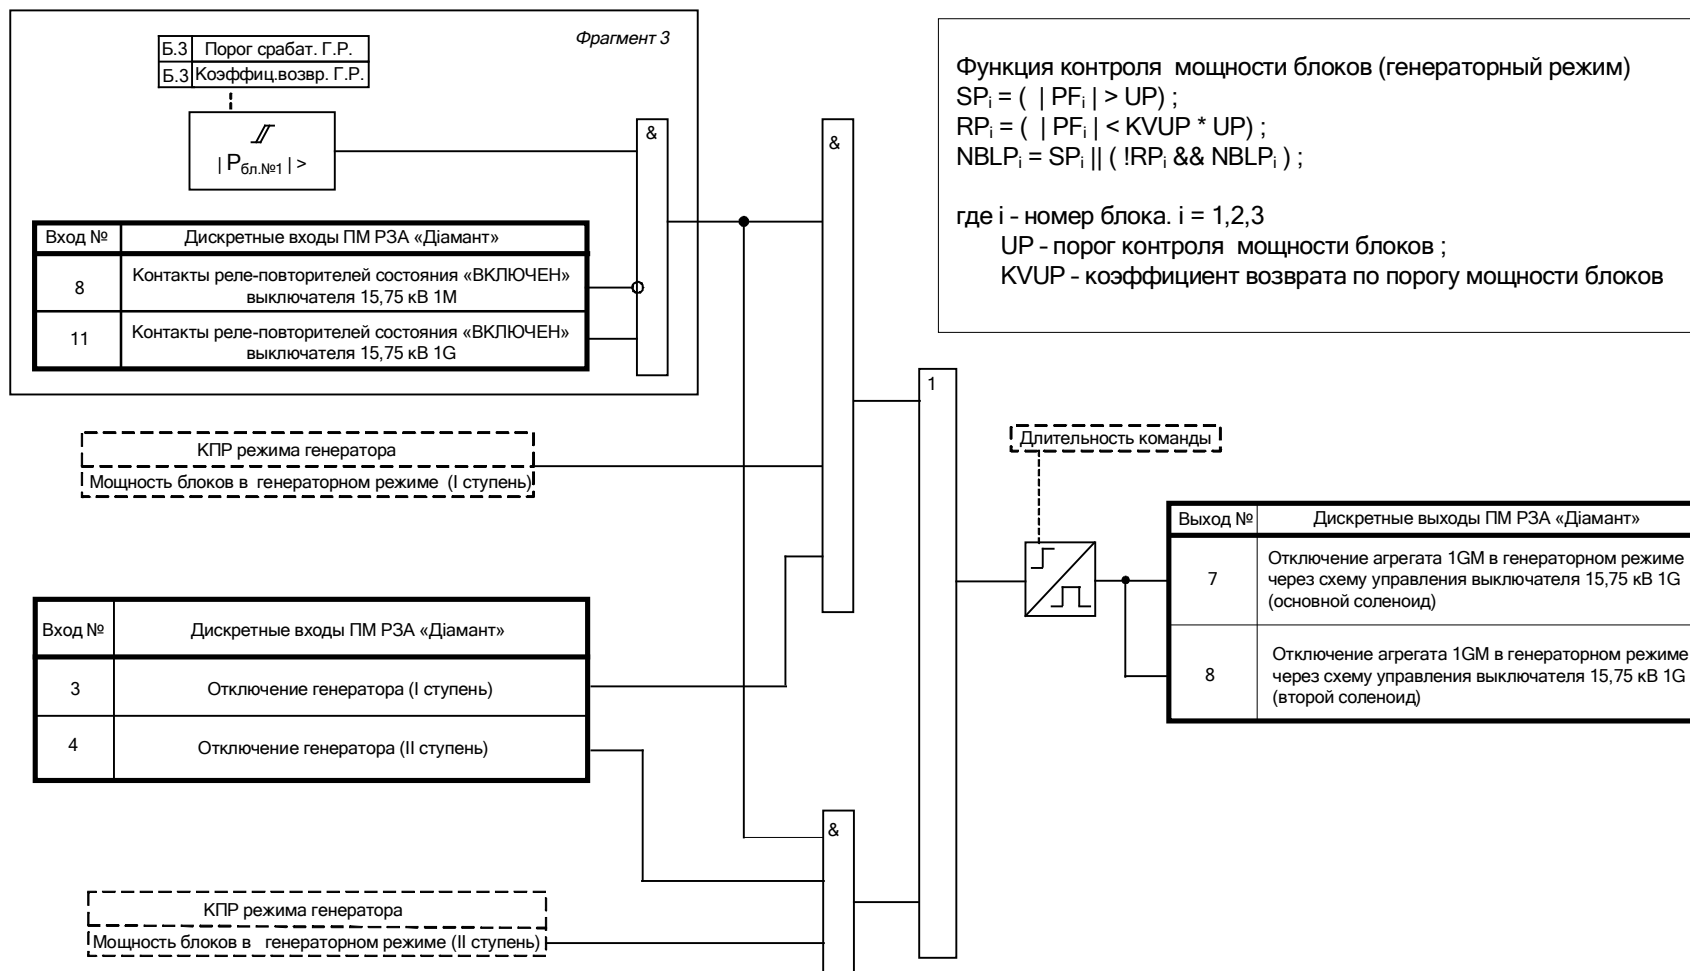 Фрагмент 3
Б.3 Порог срабат. Г.Р.
Б.3 Коэффиц.возвр. Г.Р.
| Pбл.№1 | >
&
Вход № Дискретные входы ПМ РЗА «Діамант»
8 Контакты реле-повторителей состояния «ВКЛЮЧЕН»
выключателя 15,75 кВ 1М
11 Контакты реле-повторителей состояния «ВКЛЮЧЕН»
выключателя 15,75 кВ 1G
&
Функция контроля мощности блоков (генераторный режим)
SPi = ( | PFi | > UP) ;
RPi = ( | PFi | < KVUP * UP) ;
NBLPi = SPi || ( !RPi && NBLPi ) ;
где i - номер блока. i = 1,2,3
UP - порог контроля мощности блоков ;
KVUP - коэффициент возврата по порогу мощности блоков
КПР режима генератора
Мощность блоков в генераторном режиме (I ступень)
1
Длительность команды
Вход № Дискретные входы ПМ РЗА «Діамант»
3 Отключение генератора (I ступень)
4 Отключение генератора (II ступень)
Выход № Дискретные выходы ПМ РЗА «Діамант»
7 Отключение агрегата 1GM в генераторном режиме
через схему управления выключателя 15,75 кВ 1G
(основной соленоид)
8 Отключение агрегата 1GM в генераторном режиме
через схему управления выключателя 15,75 кВ 1G
(второй соленоид)
&
КПР режима генератора
Мощность блоков в генераторном режиме (II ступень)